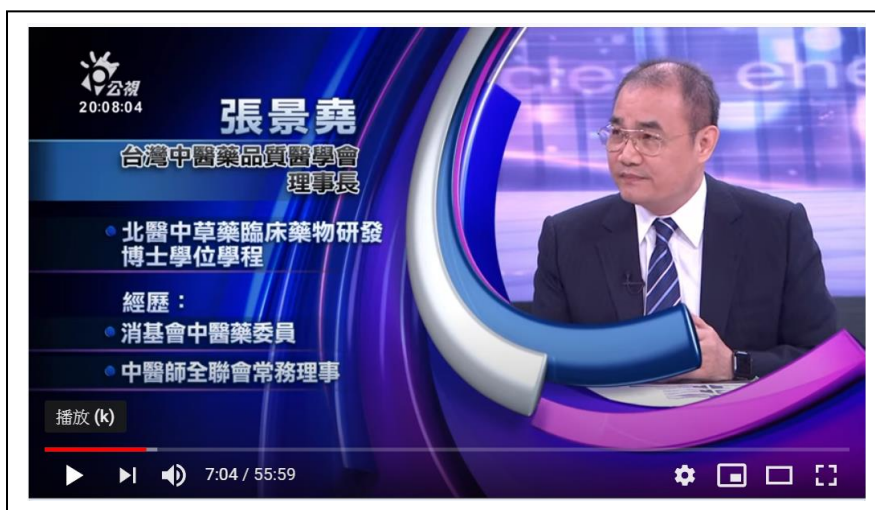 公視
20:08:04
張景堯
台灣中醫藥品質醫學會
理事長
北醫中草藥臨床藥物研發
博士學位學程
經歷：
消基會中醫藥委員
中醫師全聯會常務理事
clean ene
播放 (k)
7:04 / 55:59